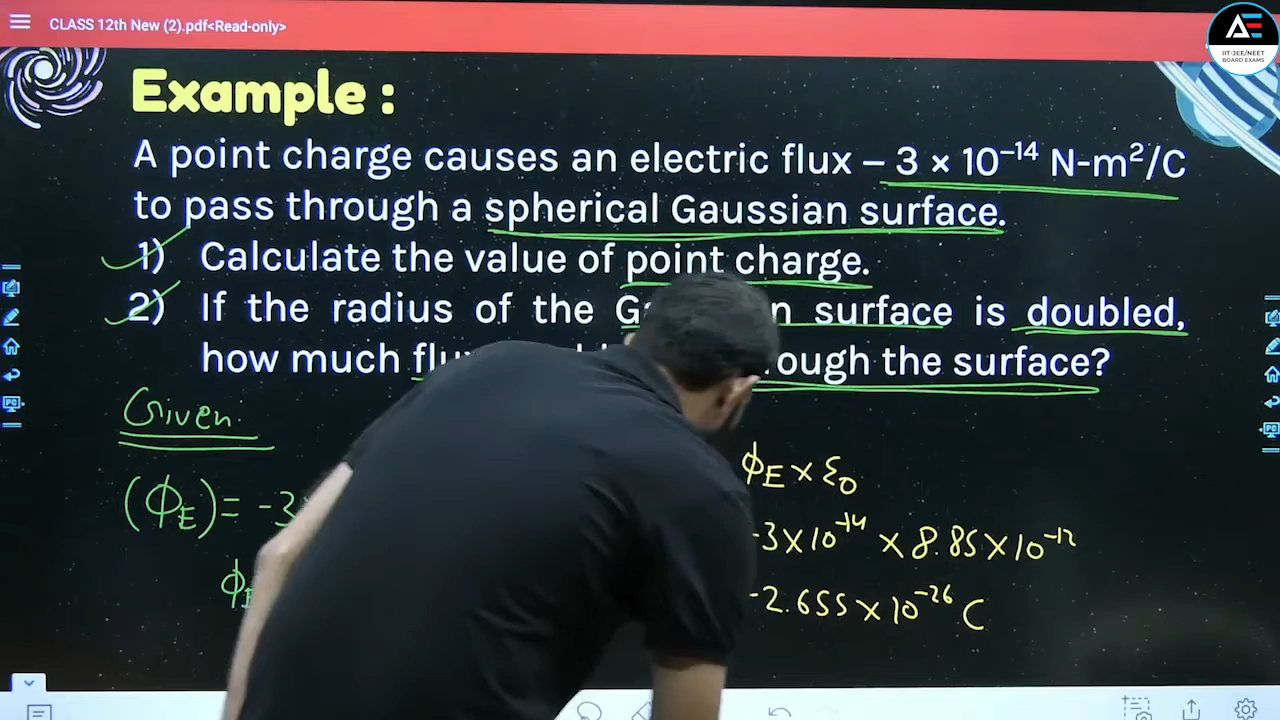 CLASS 12th New (2).pdf<Read-only>
IIT-JEE/NEET
BOARD EXAMS
Example :
A point charge causes an electric flux – 3 × 10⁻¹⁴ N-m²/C
to pass through a spherical Gaussian surface.
1) Calculate the value of point charge.
2) If the radius of the surface is doubled,
how much through the surface?
Given
(ϕE) = -3
ϕE
ϕE × ε0
-3×10⁻¹⁴ × 8.85×10⁻¹²
-2.655×10⁻²⁶ C